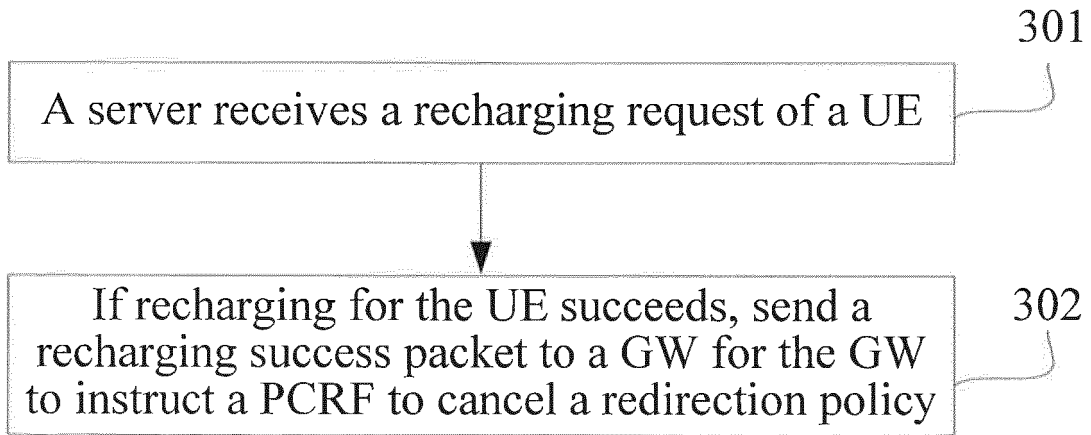 301
A server receives a recharging request of a UE
302
If recharging for the UE succeeds, send a
recharging success packet to a GW for the GW
to instruct a PCRF to cancel a redirection policy